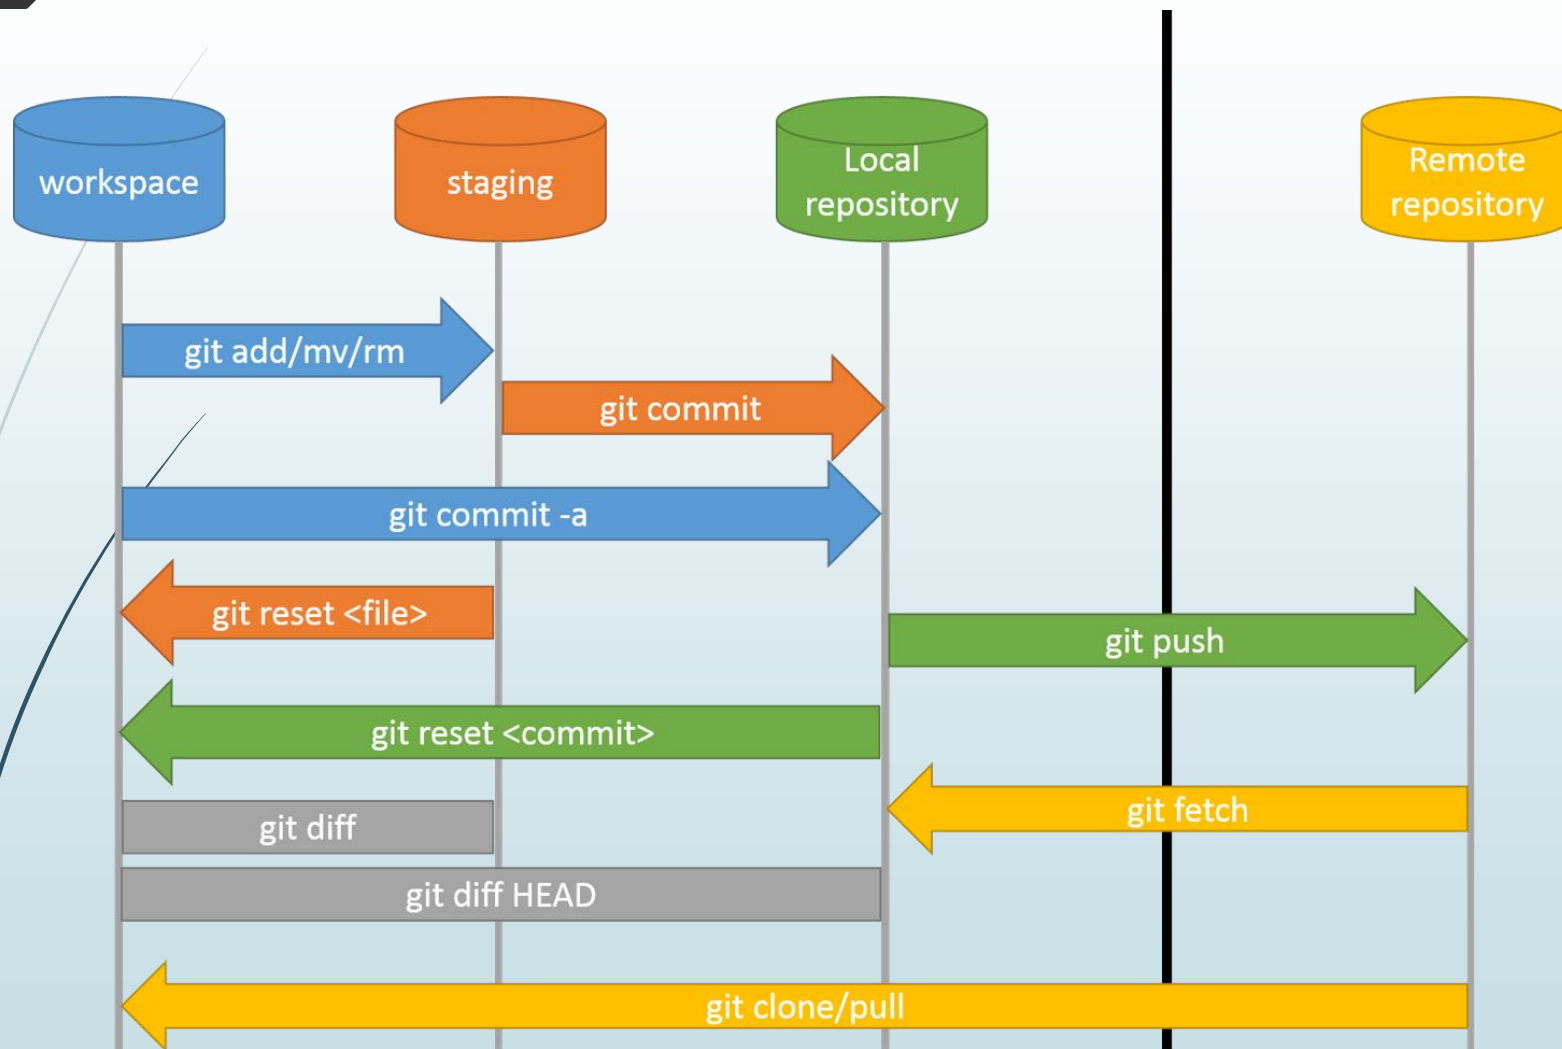 workspace
staging
Local
repository
Remote
repository
git add/mv/rm
git commit
git commit -a
git reset <file>
git push
git reset <commit>
git fetch
git diff
git diff HEAD
git clone/pull